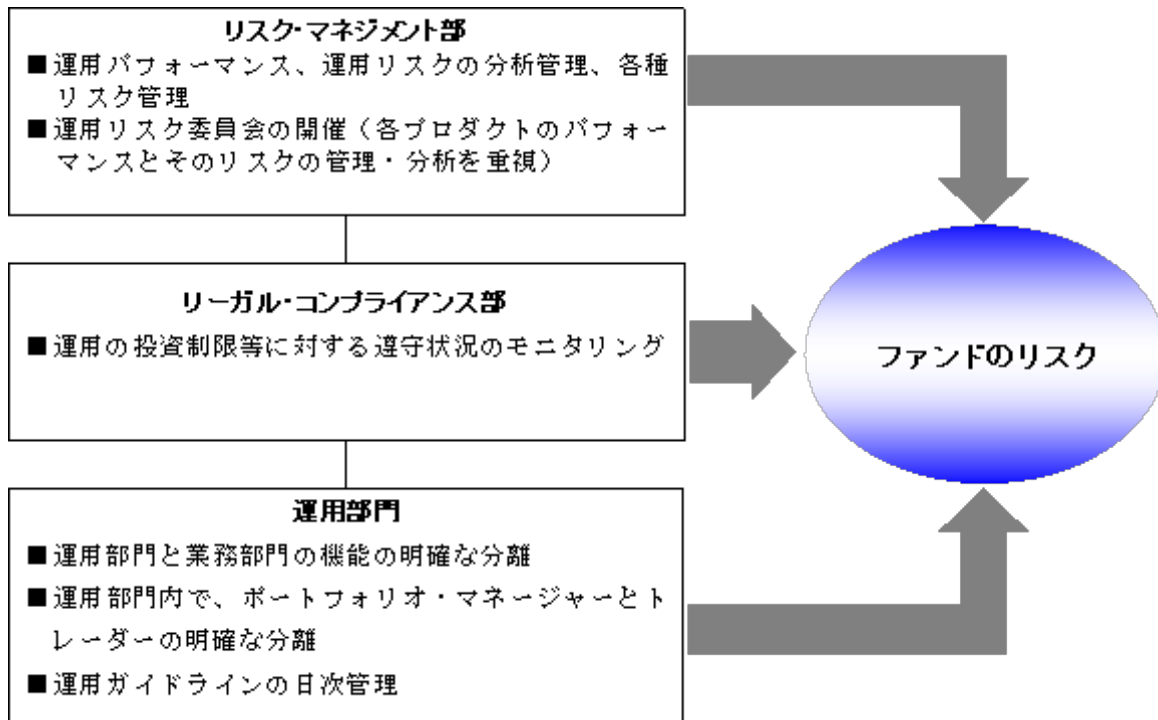 リスク・マネジメント部
■運用パフォーマンス、運用リスクの分析管理、各種
リスク管理
■運用リスク委員会の開催（各プロダクトのパフォー
マンスとそのリスクの管理・分析を重視）
リーガル・コンプライアンス部
■運用の投資制限等に対する遵守状況のモニタリング
ファンドのリスク
運用部門
■運用部門と業務部門の機能の明確な分離
■運用部門内で、ポートフォリオ・マネージャーとト
レーダーの明確な分離
■運用ガイドラインの日次管理